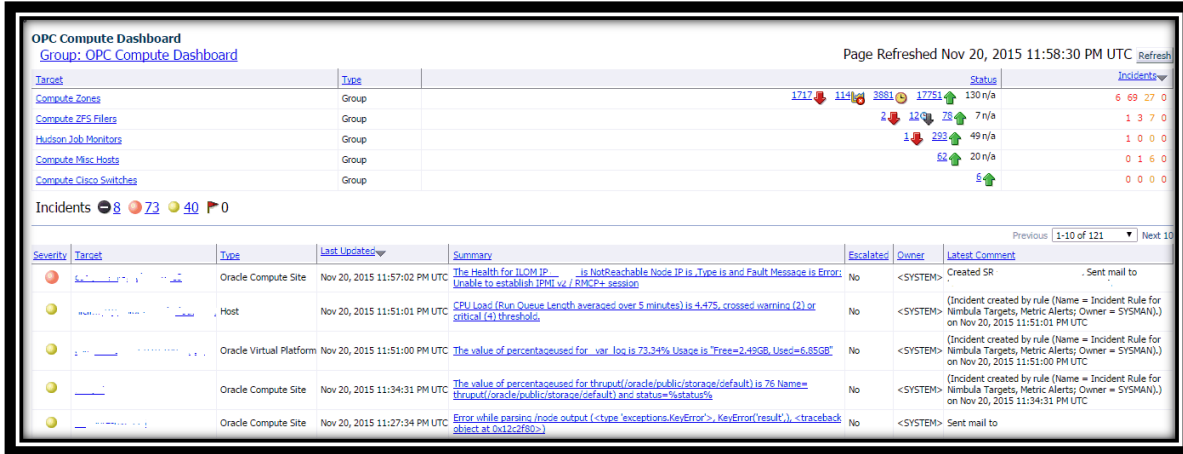 OPC Compute Dashboard
Group: OPC Compute Dashboard
Page Refreshed Nov 20, 2015 11:58:30 PM UTC Refresh
Target Type Status Incidents
Compute Zones Group 1717 114 3881 17751 130 n/a 6 69 27 0
Compute ZFS Filers Group 2 12 78 7 n/a 1 3 7 0
Hudson Job Monitors Group 1 293 49 n/a 1 0 0 0
Compute Misc Hosts Group 62 20 n/a 0 1 6 0
Compute Cisco Switches Group 6 0 0 0 0
Incidents 8 73 40 0
Previous 1-10 of 121 Next 10
Severity Target Type Last Updated Summary Escalated Owner Latest Comment
Oracle Compute Site Nov 20, 2015 11:57:02 PM UTC The Health for ILOM IP is NotReachable Node IP is ,Type is and Fault Message is Error: No <SYSTEM> Created SR . Sent mail to
Unable to establish IPMI v2 / RMCP+ session
Host Nov 20, 2015 11:51:01 PM UTC CPU Load (Run Queue Length averaged over 5 minutes) is 4.475, crossed warning (2) or No <SYSTEM> (Incident created by rule (Name = Incident Rule for
critical (4) threshold. Nimbula Targets, Metric Alerts; Owner = SYSMAN).)
on Nov 20, 2015 11:51:01 PM UTC
Oracle Virtual Platform Nov 20, 2015 11:51:00 PM UTC The value of percentageused for _var_log is 73.34% Usage is "Free=2.49GB, Used=6.85GB" No <SYSTEM> (Incident created by rule (Name = Incident Rule for
Nimbula Targets, Metric Alerts; Owner = SYSMAN).)
on Nov 20, 2015 11:51:00 PM UTC
Oracle Compute Site Nov 20, 2015 11:34:31 PM UTC The value of percentageused for thruput(/oracle/public/storage/default) is 76 Name= No <SYSTEM> (Incident created by rule (Name = Incident Rule for
thruput(/oracle/public/storage/default) and status=%status% Nimbula Targets, Metric Alerts; Owner = SYSMAN).)
on Nov 20, 2015 11:34:31 PM UTC
Oracle Compute Site Nov 20, 2015 11:27:34 PM UTC Error while parsing /node output (<type 'exceptions.KeyError'>, KeyError('result',), <traceback No <SYSTEM> Sent mail to
object at 0x12c2f80>)